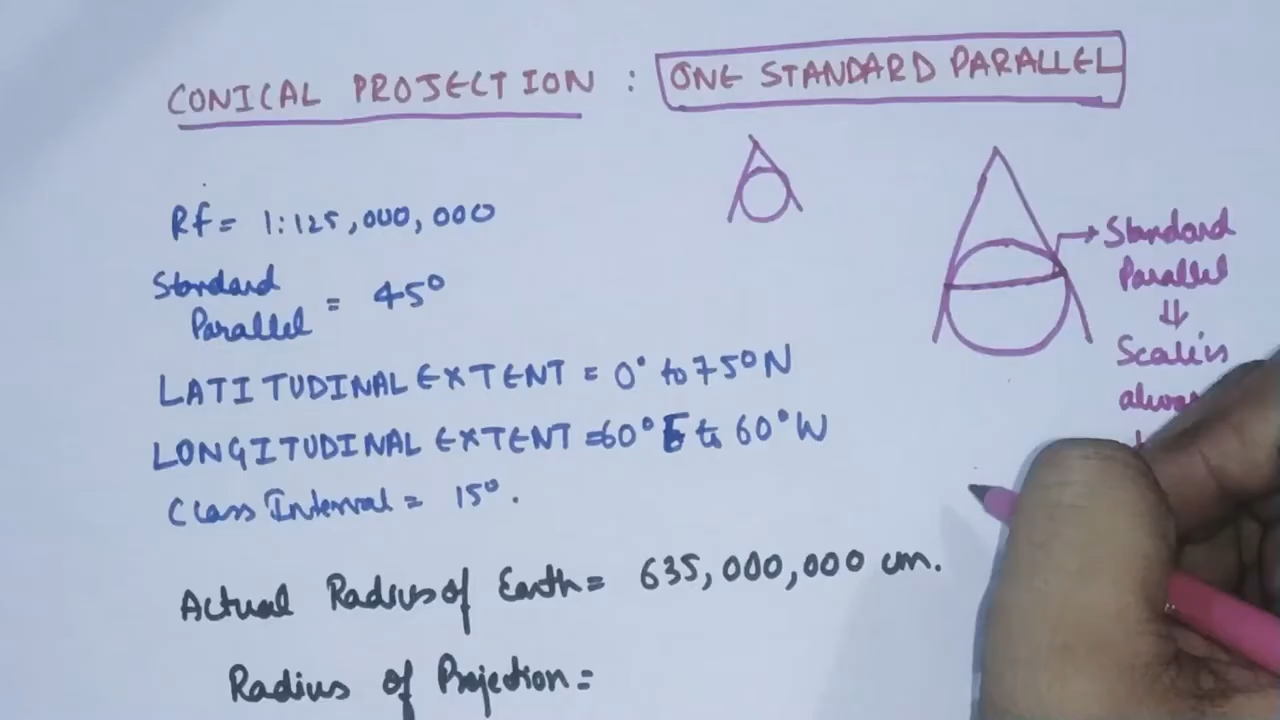 CONICAL PROJECTION : ONE STANDARD PARALLEL
Rf = 1:125,000,000
Standard
Parallel = 45°
LATITUDINAL EXTENT = 0° to 75°N
LONGITUDINAL EXTENT = 60° E to 60° W
Class Interval = 15°.
Actual Radius of Earth = 635,000,000 cm.
Radius of Projection =
Standard
Parallel
⇓
Scale is